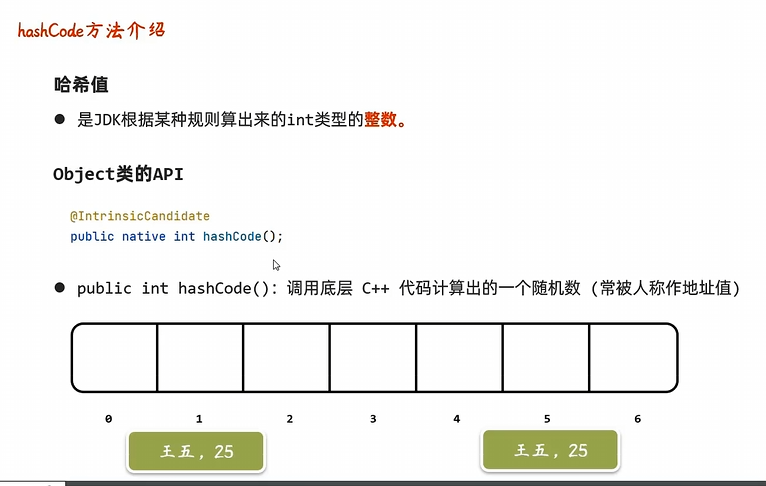 hashCode方法介绍
哈希值
● 是JDK根据某种规则算出来的int类型的整数。
Object类的API
@IntrinsicCandidate
public native int hashCode();
● public int hashCode(): 调用底层 C++ 代码计算出的一个随机数 (常被人称作地址值)
0 1 2 3 4 5 6
王五, 25 王五, 25